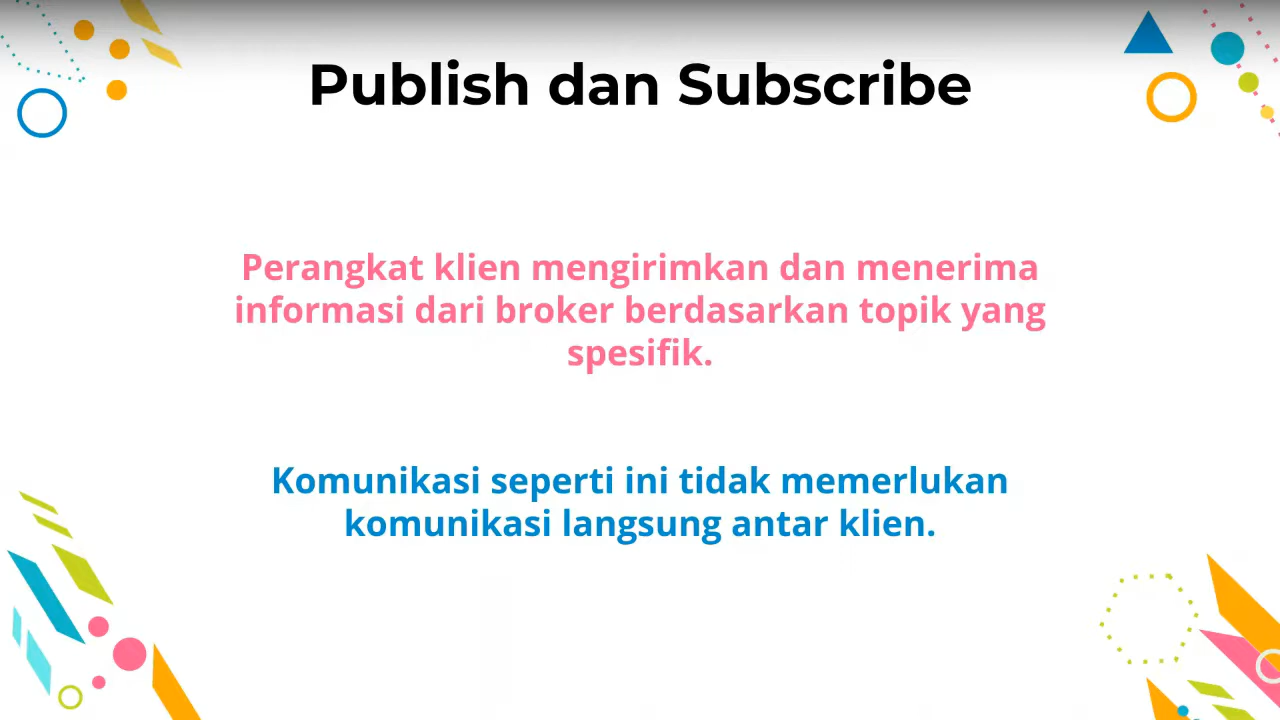 Publish dan Subscribe
Perangkat klien mengirimkan dan menerima
informasi dari broker berdasarkan topik yang
spesifik.
Komunikasi seperti ini tidak memerlukan
komunikasi langsung antar klien.